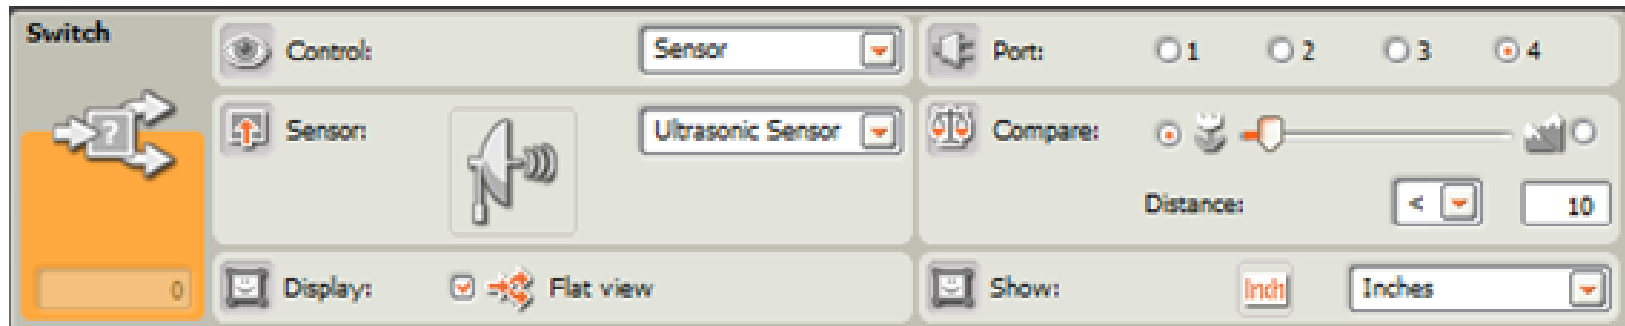 Switch
Control:
Sensor
Port:
1
2
3
4
Sensor:
Ultrasonic Sensor
Compare:
Distance:
<
10
0
Display:
Flat view
Show:
Inch
Inches